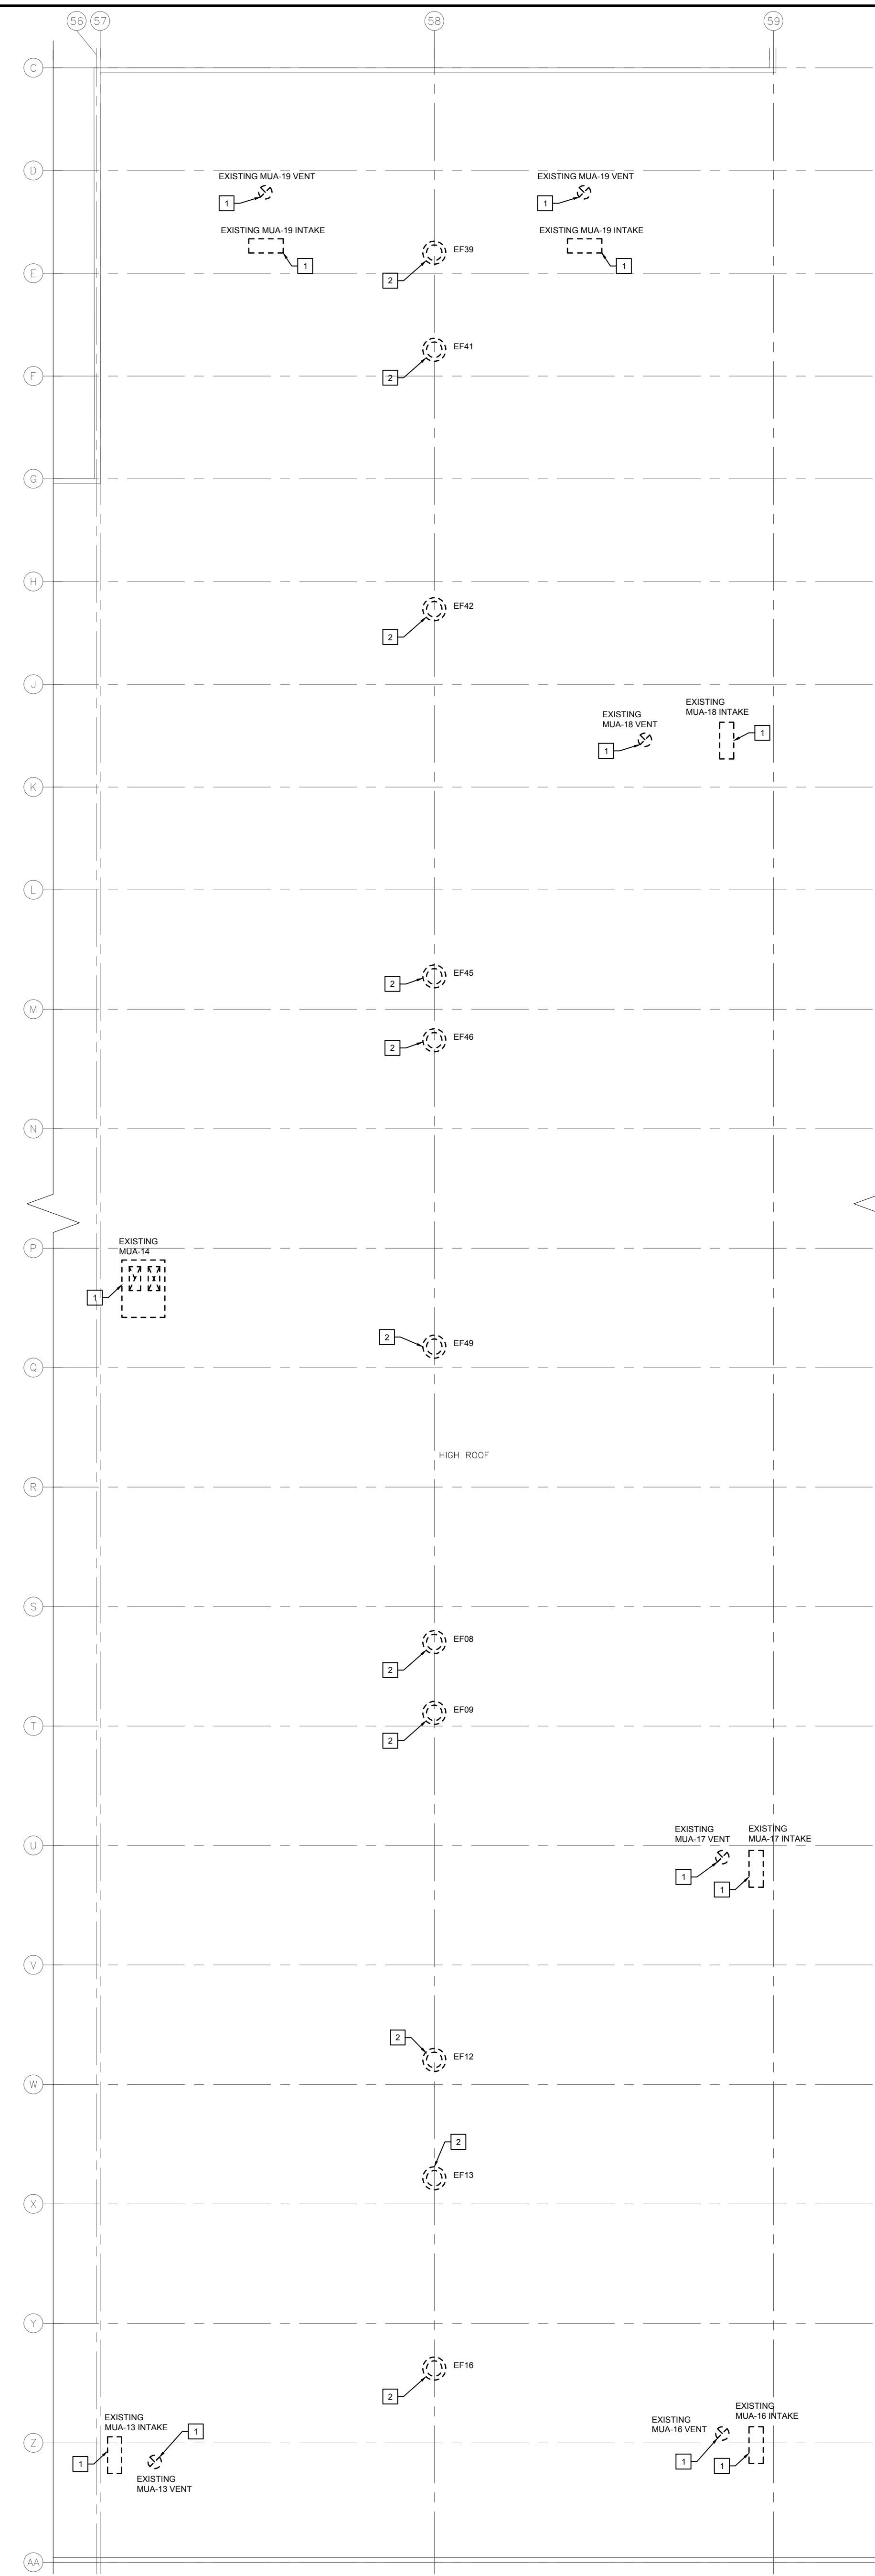 56
57
58
59
C
D
EXISTING MUA-19 VENT
EXISTING MUA-19 VENT
1
1
EXISTING MUA-19 INTAKE
EXISTING MUA-19 INTAKE
EF39
1
1
E
2
EF41
F
2
G
H
EF42
2
J
EXISTING
MUA-18 INTAKE
EXISTING
MUA-18 VENT
1
1
K
L
EF45
2
M
EF46
2
N
P
EXISTING
MUA-14
1
2
EF49
Q
HIGH ROOF
R
S
EF08
2
EF09
T
2
EXISTING
MUA-17 VENT
EXISTING
MUA-17 INTAKE
U
1
1
V
2
EF12
W
2
EF13
X
Y
EF16
2
EXISTING
MUA-13 INTAKE
1
EXISTING
MUA-16 VENT
EXISTING
MUA-16 INTAKE
Z
1
EXISTING
MUA-13 VENT
1
1
AA